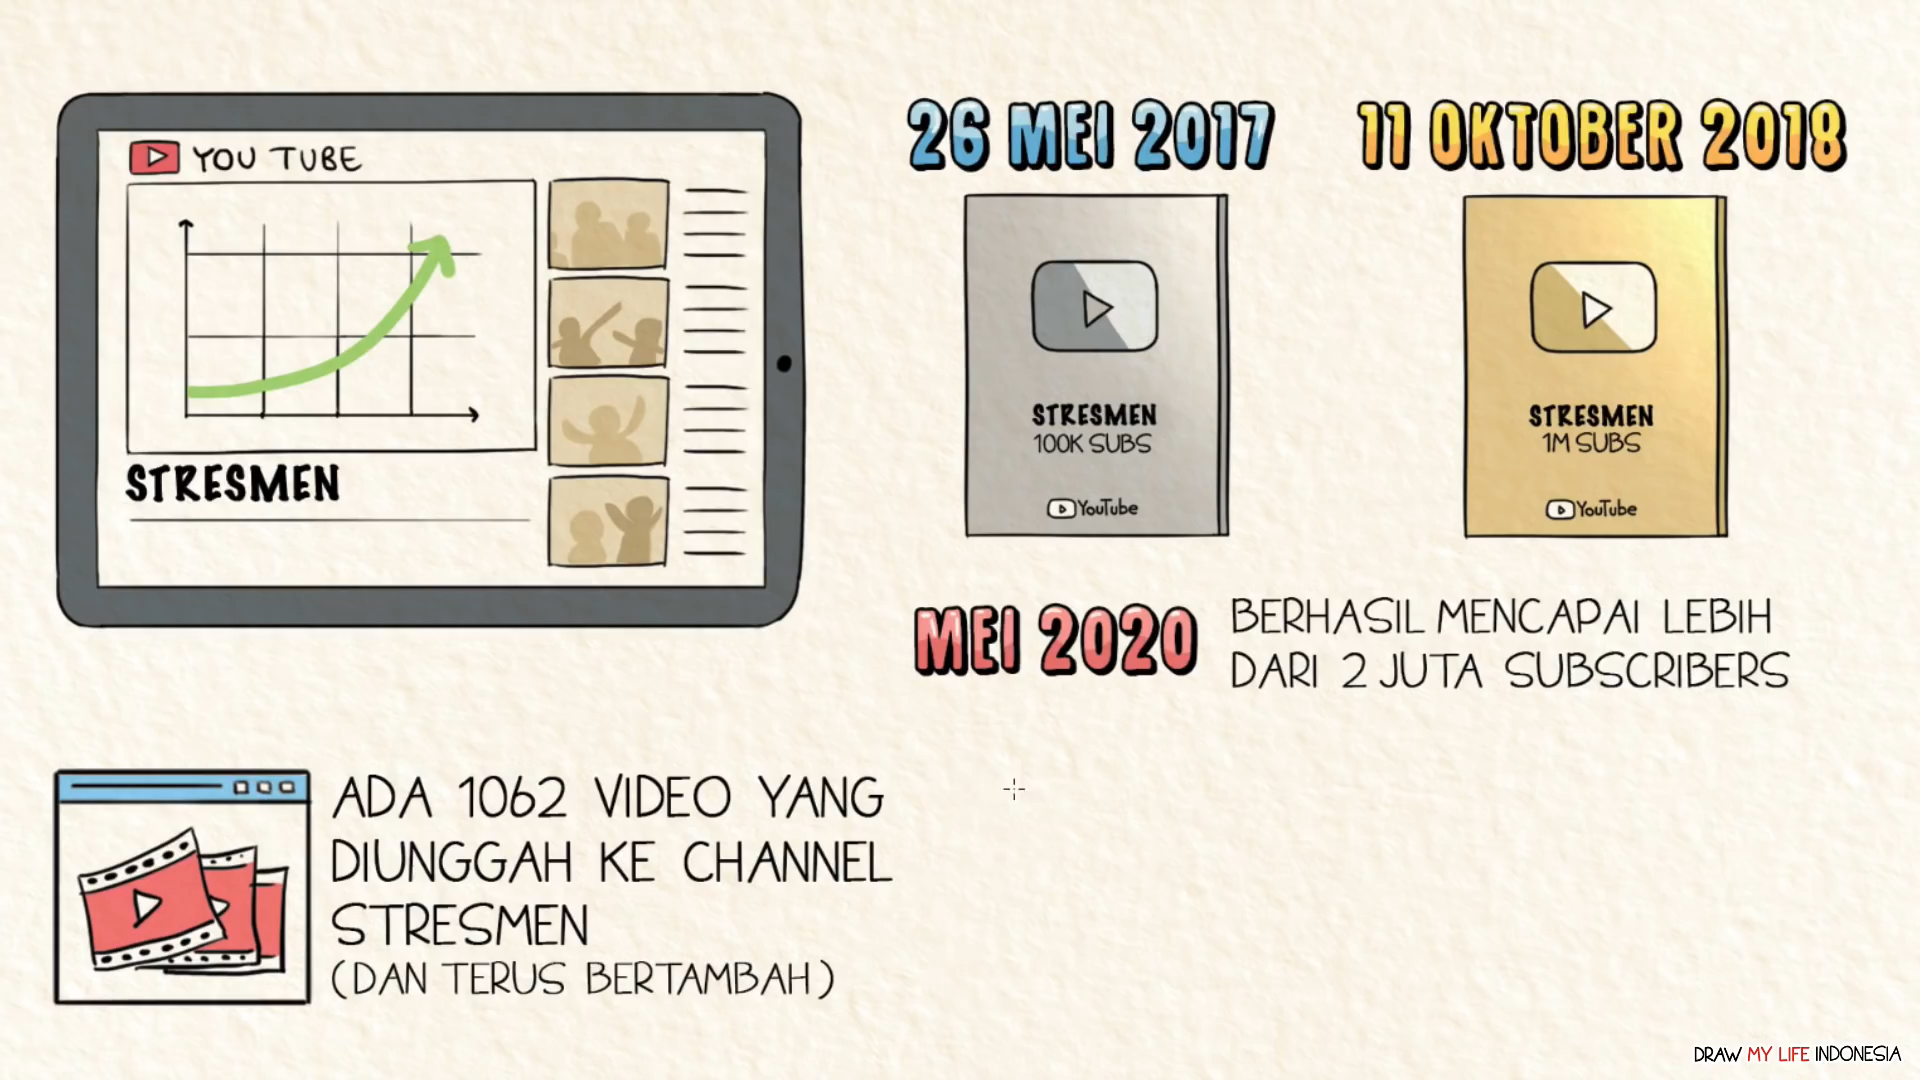 YOU TUBE
STRESMEN
26 MEI 2017
STRESMEN
100K SUBS
YouTube
11 OKTOBER 2018
STRESMEN
1M SUBS
YouTube
MEI 2020
BERHASIL MENCAPAI LEBIH
DARI 2 JUTA SUBSCRIBERS
ADA 1062 VIDEO YANG
DIUNGGAH KE CHANNEL
STRESMEN
(DAN TERUS BERTAMBAH)
DRAW MY LIFE INDONESIA